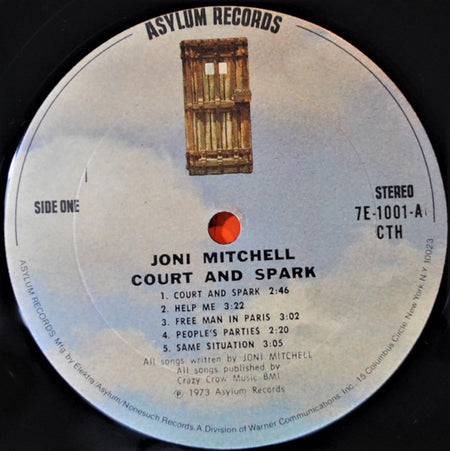 ASYLUM RECORDS
SIDE ONE
STEREO
7E-1001-A
CTH
JONI MITCHELL
COURT AND SPARK
1. COURT AND SPARK 2:46
2. HELP ME 3:22
3. FREE MAN IN PARIS 3:02
4. PEOPLE'S PARTIES 2:20
5. SAME SITUATION 3:05
All songs written by JONI MITCHELL
All songs published by
Crazy Crow Music-BMI
℗ 1973 Asylum Records
ASYLUM RECORDS Mfg. by Elektra/Asylum/Nonesuch Records. A Division of Warner Communications Inc. · 15 Columbus Circle, New York, N.Y. 10023